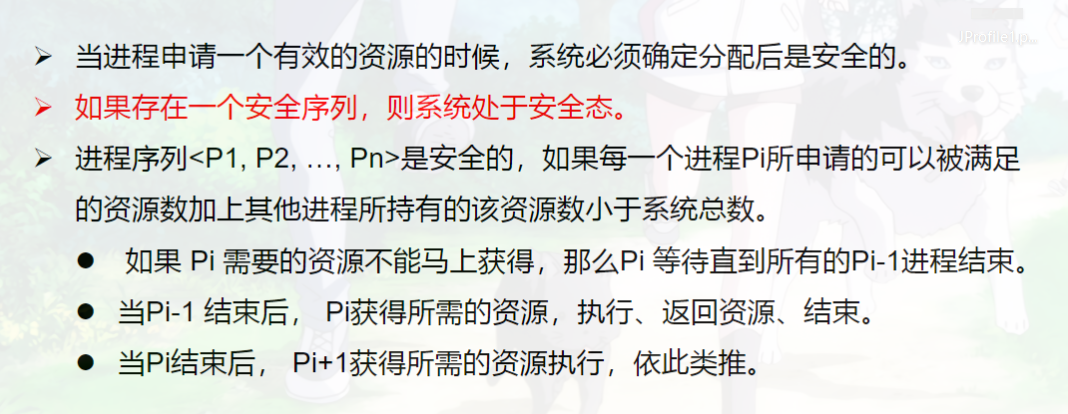 当进程申请一个有效的资源的时候，系统必须确定分配后是安全的。
如果存在一个安全序列，则系统处于安全态。
进程序列<P1, P2, …, Pn>是安全的，如果每一个进程Pi所申请的可以被满足
的资源数加上其他进程所持有的该资源数小于系统总数。
如果 Pi 需要的资源不能马上获得，那么Pi 等待直到所有的Pi-1进程结束。
当Pi-1 结束后， Pi获得所需的资源，执行、返回资源、结束。
当Pi结束后， Pi+1获得所需的资源执行，依此类推。